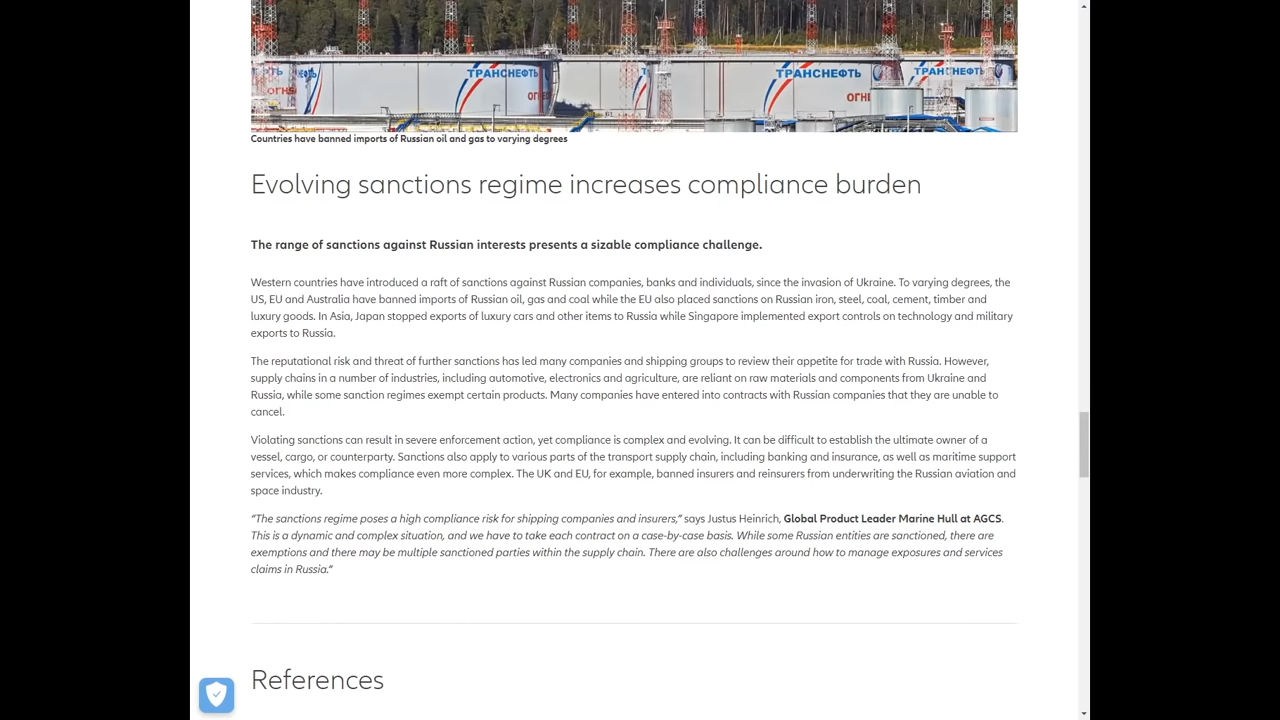 ТРАНСНЕФТЬ
ТРАНСНЕФТЬ
ТРАНСНЕФТЬ
Countries have banned imports of Russian oil and gas to varying degrees
Evolving sanctions regime increases compliance burden
The range of sanctions against Russian interests presents a sizable compliance challenge.
Western countries have introduced a raft of sanctions against Russian companies, banks and individuals, since the invasion of Ukraine. To varying degrees, the
US, EU and Australia have banned imports of Russian oil, gas and coal while the EU also placed sanctions on Russian iron, steel, coal, cement, timber and
luxury goods. In Asia, Japan stopped exports of luxury cars and other items to Russia while Singapore implemented export controls on technology and military
exports to Russia.
The reputational risk and threat of further sanctions has led many companies and shipping groups to review their appetite for trade with Russia. However,
supply chains in a number of industries, including automotive, electronics and agriculture, are reliant on raw materials and components from Ukraine and
Russia, while some sanction regimes exempt certain products. Many companies have entered into contracts with Russian companies that they are unable to
cancel.
Violating sanctions can result in severe enforcement action, yet compliance is complex and evolving. It can be difficult to establish the ultimate owner of a
vessel, cargo, or counterparty. Sanctions also apply to various parts of the transport supply chain, including banking and insurance, as well as maritime support
services, which makes compliance even more complex. The UK and EU, for example, banned insurers and reinsurers from underwriting the Russian aviation and
space industry.
“The sanctions regime poses a high compliance risk for shipping companies and insurers,” says Justus Heinrich, Global Product Leader Marine Hull at AGCS.
This is a dynamic and complex situation, and we have to take each contract on a case-by-case basis. While some Russian entities are sanctioned, there are
exemptions and there may be multiple sanctioned parties within the supply chain. There are also challenges around how to manage exposures and services
claims in Russia.”
References